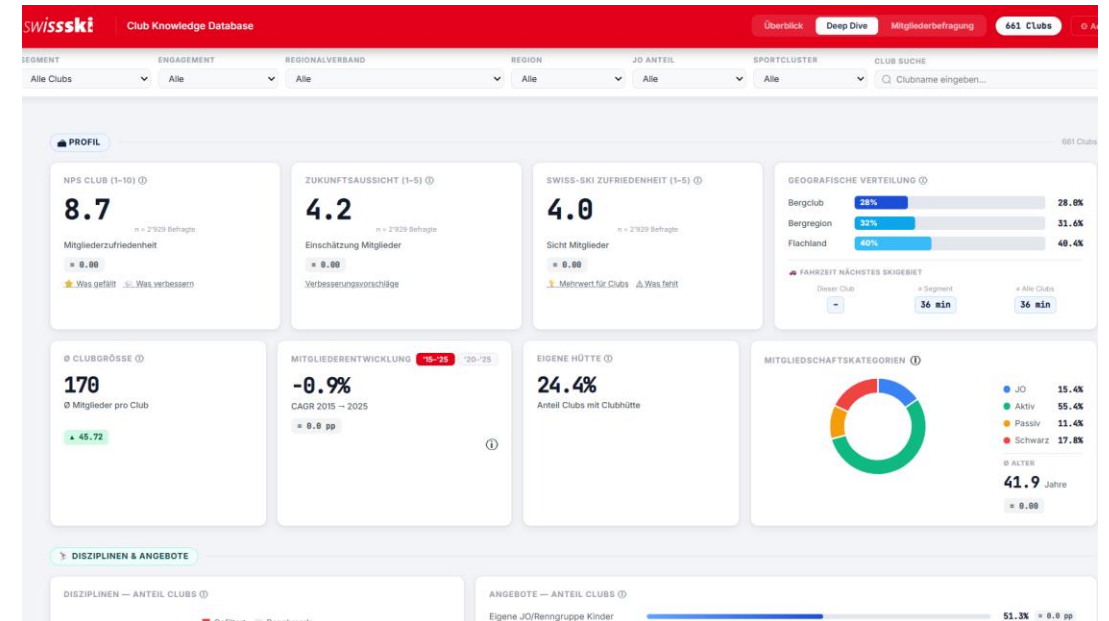 swissski Club Knowledge Database Überblick Deep Dive Mitgliederbefragung 661 Clubs
SEGMENT ENGAGEMENT REGIONALVERBAND REGION JO ANTEIL SPORTCLUSTER CLUB SUCHE
Alle Clubs Alle Alle Alle Alle Alle Clubname eingeben...
PROFIL 661 Clubs
NPS CLUB (1–10)
8.7
n = 2'929 Befragte
Mitgliederzufriedenheit
= 0.00
Was gefällt Was verbessern
ZUKUNFTSAUSSICHT (1–5)
4.2
n = 2'929 Befragte
Einschätzung Mitglieder
= 0.00
Verbesserungsvorschläge
SWISS-SKI ZUFRIEDENHEIT (1–5)
4.0
n = 2'929 Befragte
Sicht Mitglieder
= 0.00
Mehrwert für Clubs Was fehlt
GEOGRAFISCHE VERTEILUNG
Bergclub 28% 28.0%
Bergregion 32% 31.6%
Flachland 40% 40.4%
FAHRZEIT NÄCHSTES SKIGEBIET
Dieser Club Segment Alle Clubs
– 36 min 36 min
Ø CLUBGRÖSSE
170
Ø Mitglieder pro Club
▲ 45.72
MITGLIEDERENTWICKLUNG '15–'25 '20–'25
-0.9%
CAGR 2015 → 2025
= 0.0 pp
EIGENE HÜTTE
24.4%
Anteil Clubs mit Clubhütte
MITGLIEDSCHAFTSKATEGORIEN
JO 15.4%
Aktiv 55.4%
Passiv 11.4%
Schwarz 17.8%
Ø ALTER
41.9 Jahre
= 0.00
DISZIPLINEN & ANGEBOTE
DISZIPLINEN — ANTEIL CLUBS
ANGEBOTE — ANTEIL CLUBS
Eigene JO/Renngruppe Kinder 51.3% = 0.0 pp